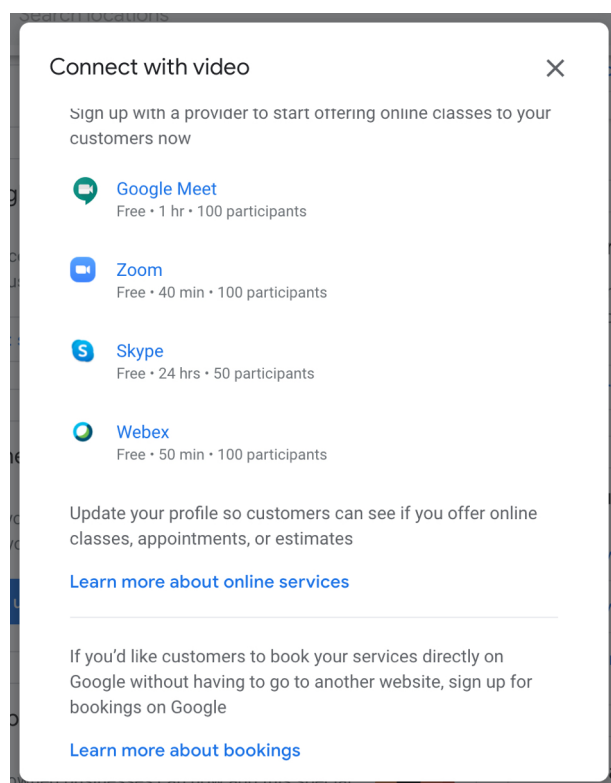 Search locations
Connect with video
Sign up with a provider to start offering online classes to your
customers now
Google Meet
Free • 1 hr • 100 participants
Zoom
Free • 40 min • 100 participants
Skype
Free • 24 hrs • 50 participants
Webex
Free • 50 min • 100 participants
Update your profile so customers can see if you offer online
classes, appointments, or estimates
Learn more about online services
If you’d like customers to book your services directly on
Google without having to go to another website, sign up for
bookings on Google
Learn more about bookings